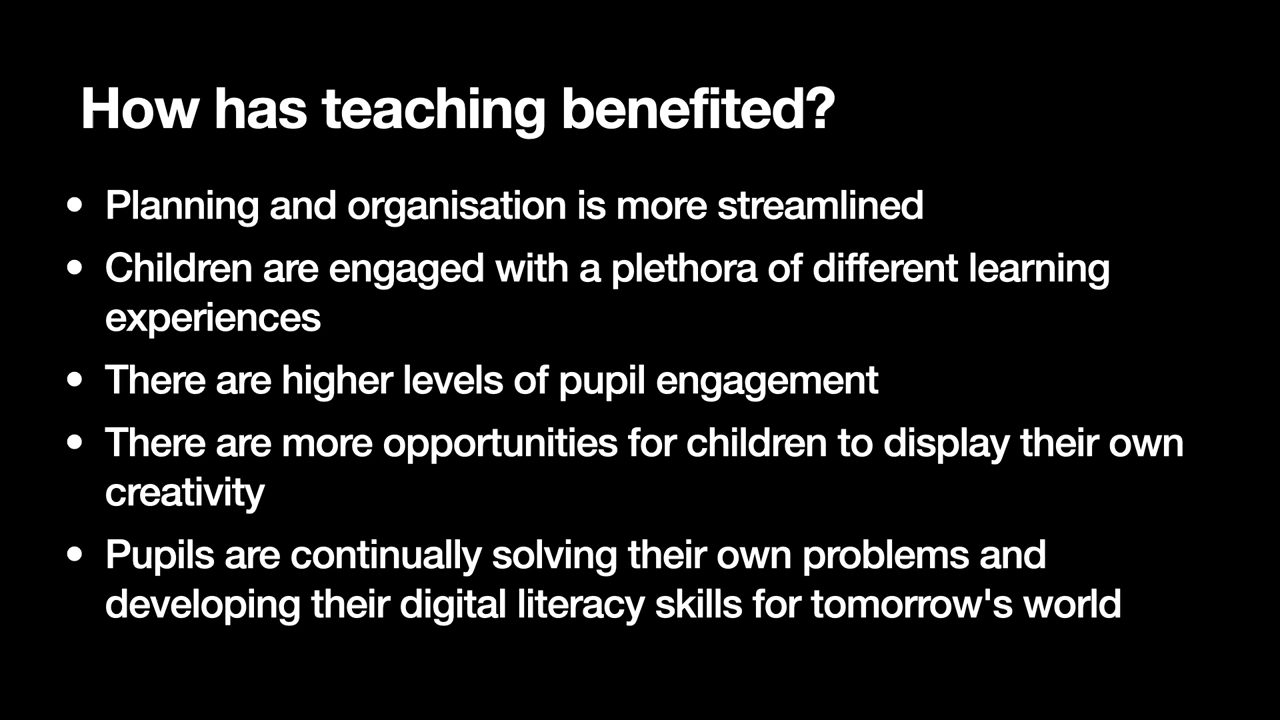 How has teaching benefited?
• Planning and organisation is more streamlined
• Children are engaged with a plethora of different learning
experiences
• There are higher levels of pupil engagement
• There are more opportunities for children to display their own
creativity
• Pupils are continually solving their own problems and
developing their digital literacy skills for tomorrow's world